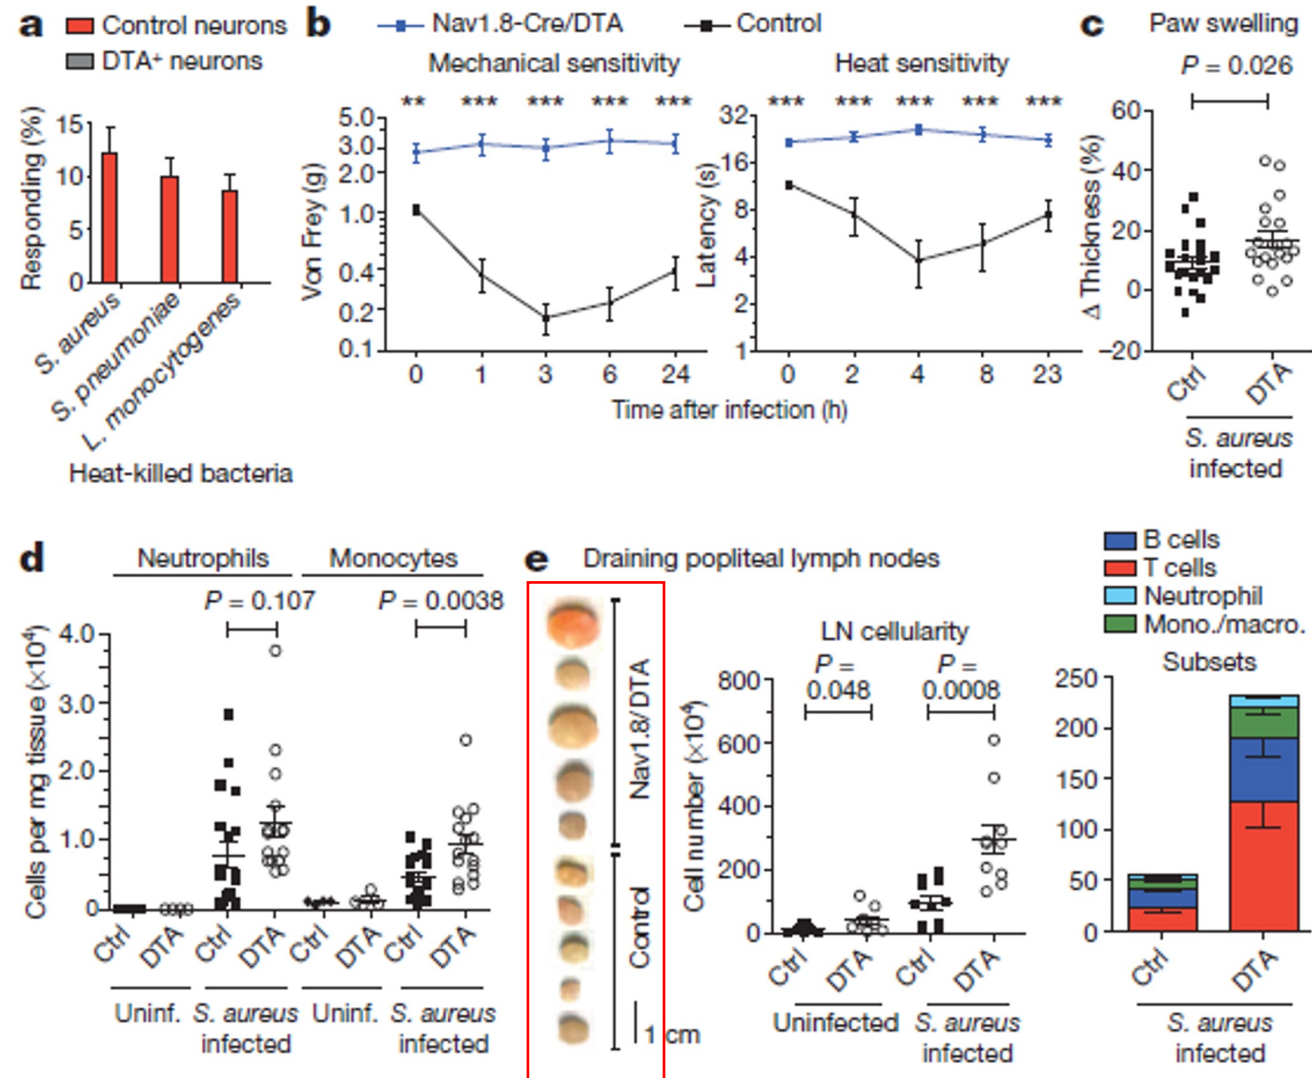 a
Control neurons
DTA+ neurons
Responding (%)
15
10
5
0
S. aureus
S. pneumoniae
L. monocytogenes
Heat-killed bacteria
b
Nav1.8-Cre/DTA
Control
Mechanical sensitivity
** *** *** *** ***
Von Frey (g)
5.0
3.0
2.0
1.0
0.4
0.2
0.1
0 1 3 6 24
Heat sensitivity
*** *** *** *** ***
Latency (s)
32
16
8
4
2
1
0 2 4 8 23
Time after infection (h)
c
Paw swelling
P = 0.026
Δ Thickness (%)
60
40
20
0
–20
Ctrl
DTA
S. aureus
infected
d
Neutrophils
Monocytes
P = 0.107
P = 0.0038
Cells per mg tissue (×10⁴)
4.0
3.0
2.0
1.0
0
Ctrl DTA Ctrl DTA Ctrl DTA Ctrl DTA
Uninf. S. aureus Uninf. S. aureus
infected infected
e
Draining popliteal lymph nodes
Nav1.8/DTA
Control
1 cm
LN cellularity
P = P =
0.048 0.0008
Cell number (×10⁴)
800
600
400
200
0
Ctrl DTA Ctrl DTA
Uninfected S. aureus
infected
B cells
T cells
Neutrophil
Mono./macro.
Subsets
250
200
150
100
50
0
Ctrl DTA
S. aureus
infected